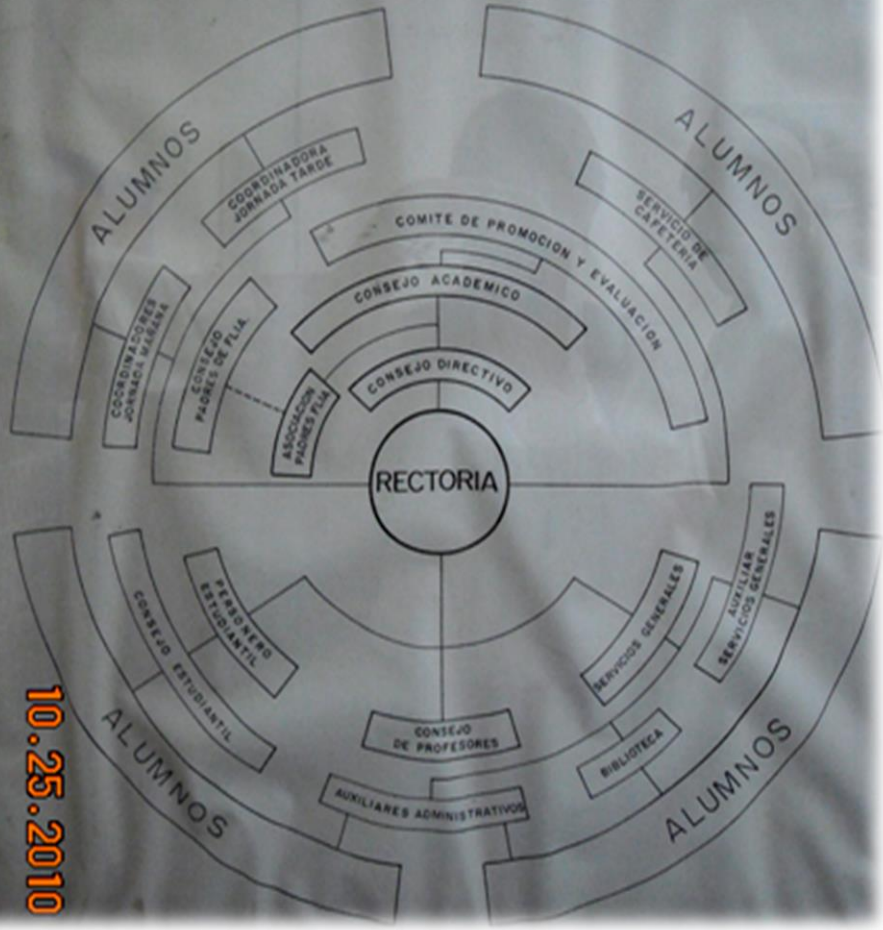 ALUMNOS
ALUMNOS
COORDINADORA
JORNADA TARDE
SERVICIO DE
CAFETERIA
COMITE DE PROMOCION Y EVALUACION
CONSEJO ACADEMICO
COORDINADORES
JORNADA MAÑANA
CONSEJO
PADRES DE FLIA.
ASOCIACION
PADRES FLIA
CONSEJO DIRECTIVO
RECTORIA
PERSONERO
ESTUDIANTIL
CONSEJO ESTUDIANTIL
SERVICIOS GENERALES
AUXILIAR
SERVICIOS GENERALES
CONSEJO
DE PROFESORES
BIBLIOTECA
AUXILIARES ADMINISTRATIVOS
ALUMNOS
ALUMNOS
10.25.2010